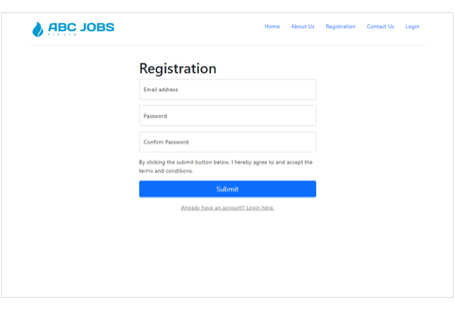 ABC JOBS
PTE LTD
Home About Us Registration Contact Us Login
Registration
Email address
Password
Confirm Password
By clicking the submit button below. I hereby agree to and accept the
terms and conditions.
Submit
Already have an account? Login here.